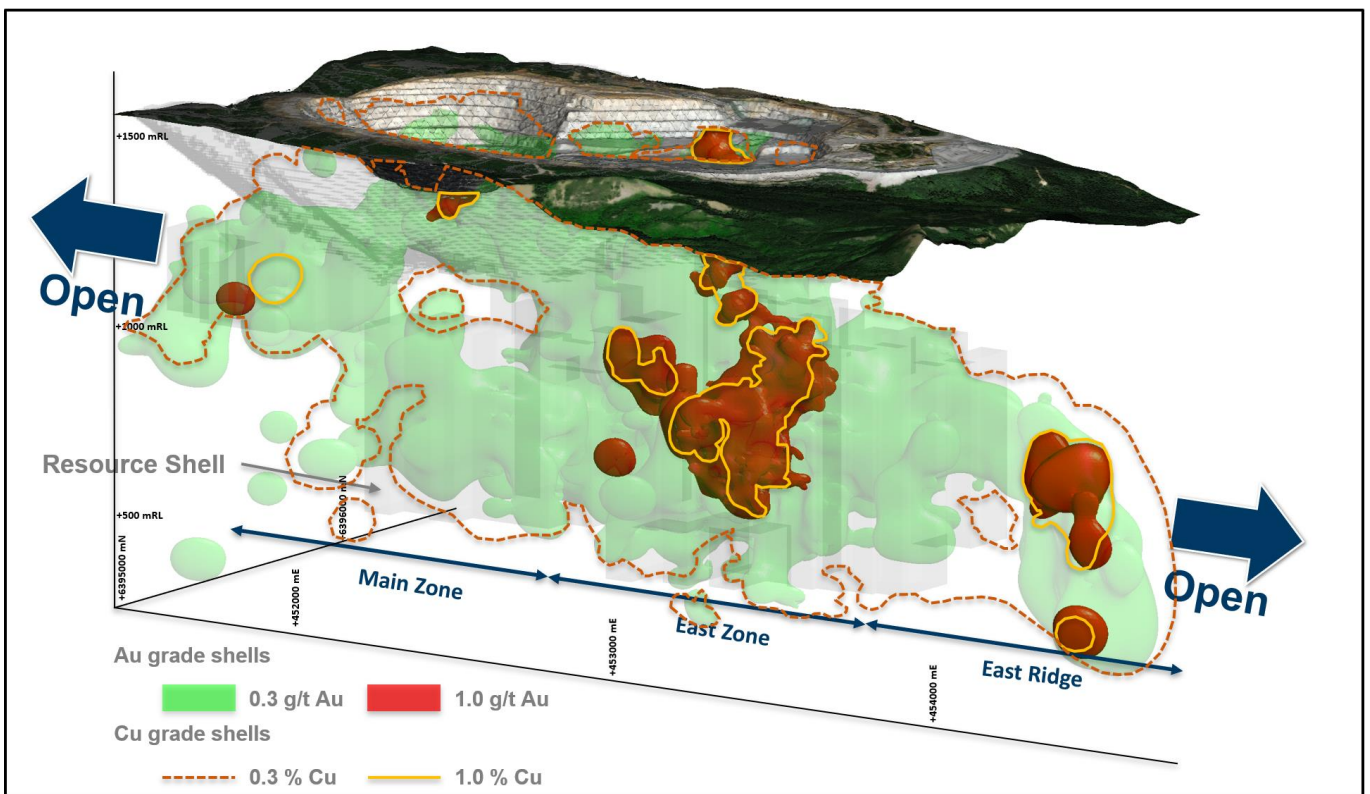 +1500 mRL
Open
+1000 mRL
Resource Shell
+500 mRL
+6395000 mN
+6396000 mN
+452000 mE
+453000 mE
+454000 mE
Main Zone
East Zone
East Ridge
Open
Au grade shells
0.3 g/t Au
1.0 g/t Au
Cu grade shells
0.3 % Cu
1.0 % Cu